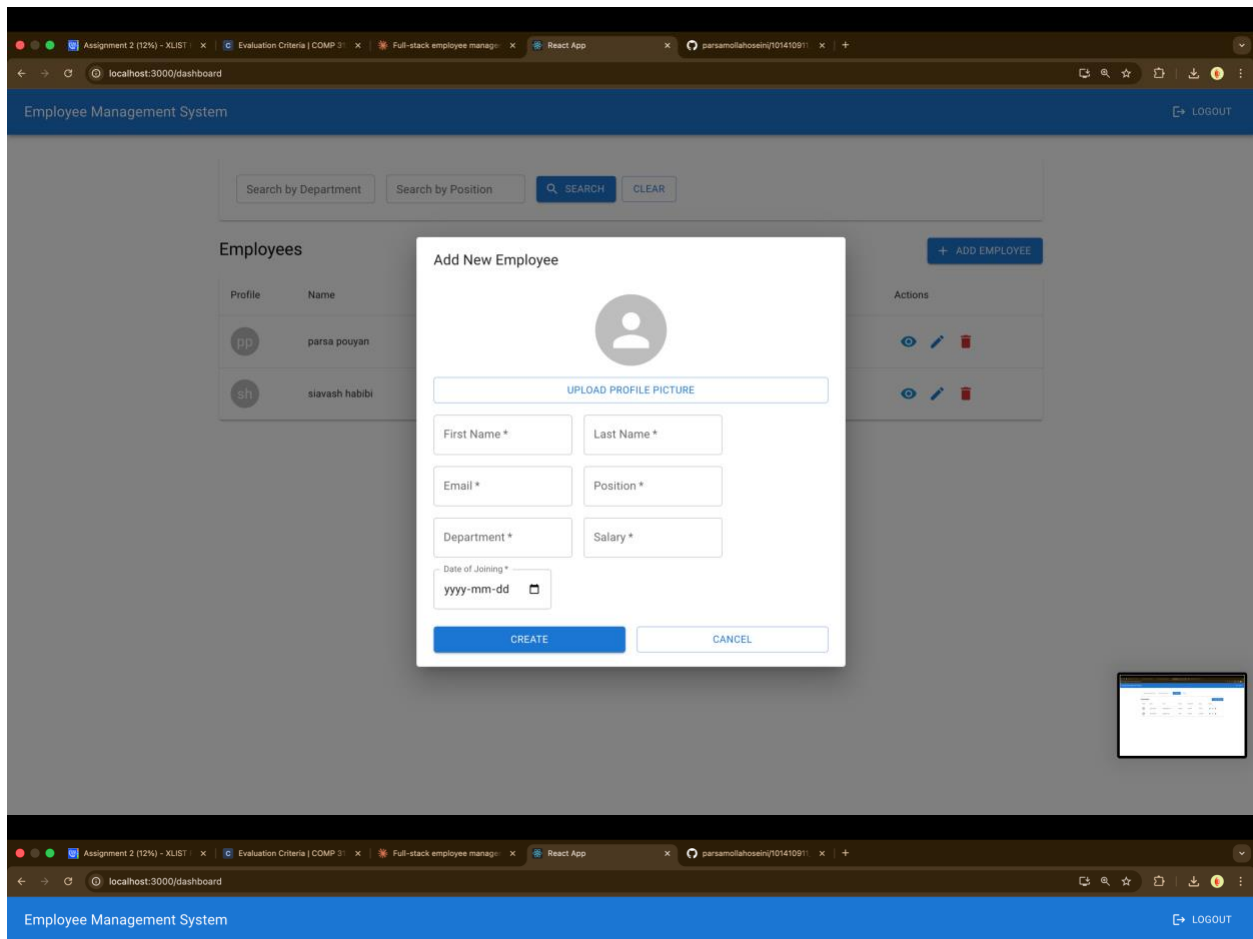 Assignment 2 (12%) - XLIST Evaluation Criteria | COMP 31 Full-stack employee manage React App parsamollahoseini/101410911
localhost:3000/dashboard
Employee Management System LOGOUT
Search by Department Search by Position SEARCH CLEAR
Employees + ADD EMPLOYEE
Add New Employee
Profile Name Actions
pp parsa pouyan
UPLOAD PROFILE PICTURE
sh siavash habibi
First Name * Last Name *
Email * Position *
Department * Salary *
Date of Joining *
yyyy-mm-dd
CREATE CANCEL
Assignment 2 (12%) - XLIST Evaluation Criteria | COMP 31 Full-stack employee manage React App parsamollahoseini/101410911
localhost:3000/dashboard
Employee Management System LOGOUT